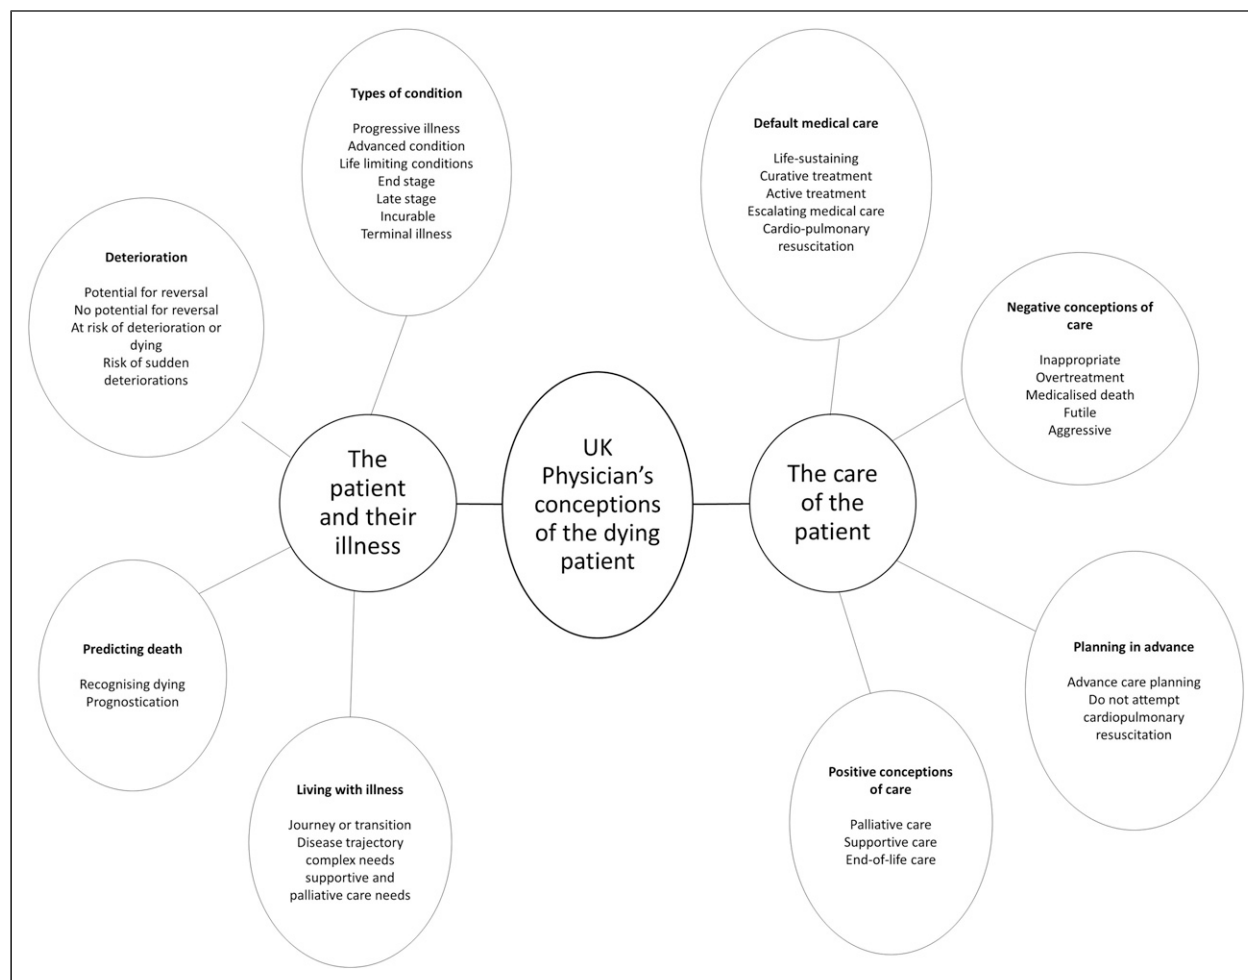 Types of condition
Progressive illness
Advanced condition
Life limiting conditions
End stage
Late stage
Incurable
Terminal illness
Default medical care
Life-sustaining
Curative treatment
Active treatment
Escalating medical care
Cardio-pulmonary
resuscitation
Deterioration
Potential for reversal
No potential for reversal
At risk of deterioration or
dying
Risk of sudden
deteriorations
Negative conceptions of
care
Inappropriate
Overtreatment
Medicalised death
Futile
Aggressive
The
patient
and their
illness
UK
Physician’s
conceptions
of the dying
patient
The care
of the
patient
Predicting death
Recognising dying
Prognostication
Planning in advance
Advance care planning
Do not attempt
cardiopulmonary
resuscitation
Living with illness
Journey or transition
Disease trajectory
complex needs
supportive and
palliative care needs
Positive conceptions
of care
Palliative care
Supportive care
End-of-life care